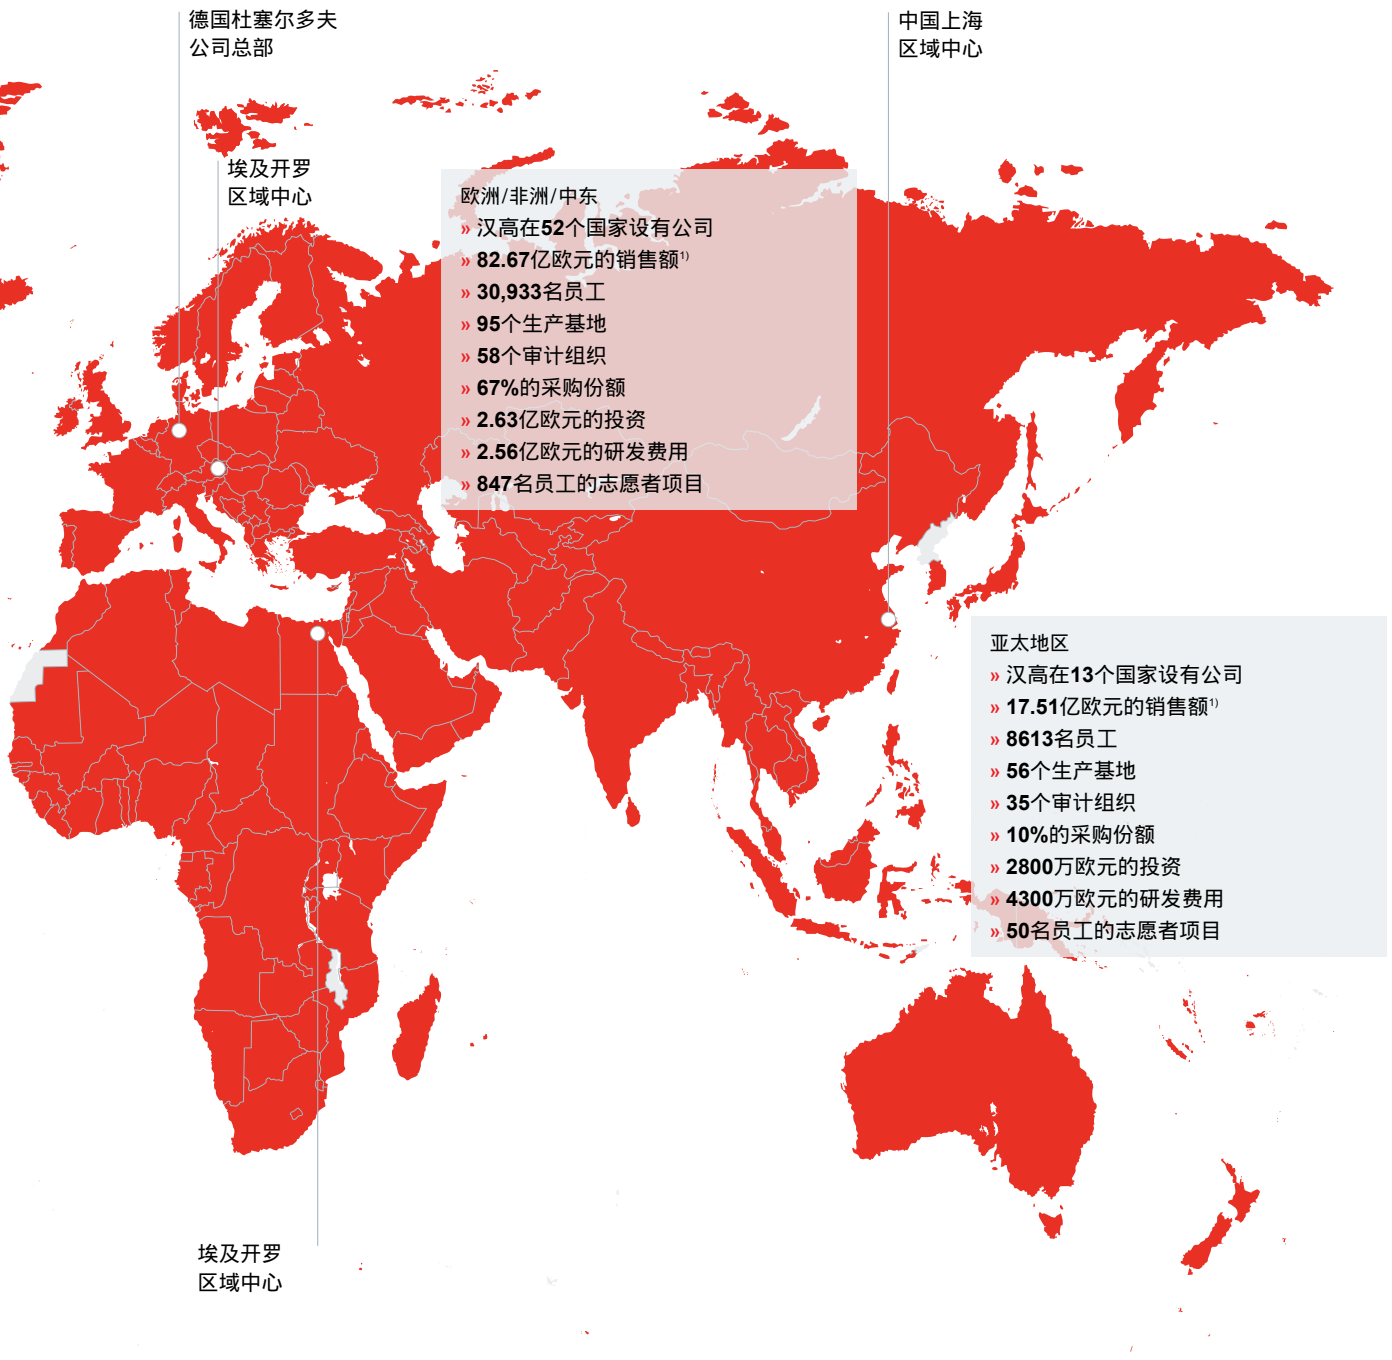 德国杜塞尔多夫
公司总部
中国上海
区域中心
埃及开罗
区域中心
欧洲/非洲/中东
» 汉高在52个国家设有公司
» 82.67亿欧元的销售额1)
» 30,933名员工
» 95个生产基地
» 58个审计组织
» 67%的采购份额
» 2.63亿欧元的投资
» 2.56亿欧元的研发费用
» 847名员工的志愿者项目
亚太地区
» 汉高在13个国家设有公司
» 17.51亿欧元的销售额1)
» 8613名员工
» 56个生产基地
» 35个审计组织
» 10%的采购份额
» 2800万欧元的投资
» 4300万欧元的研发费用
» 50名员工的志愿者项目
埃及开罗
区域中心